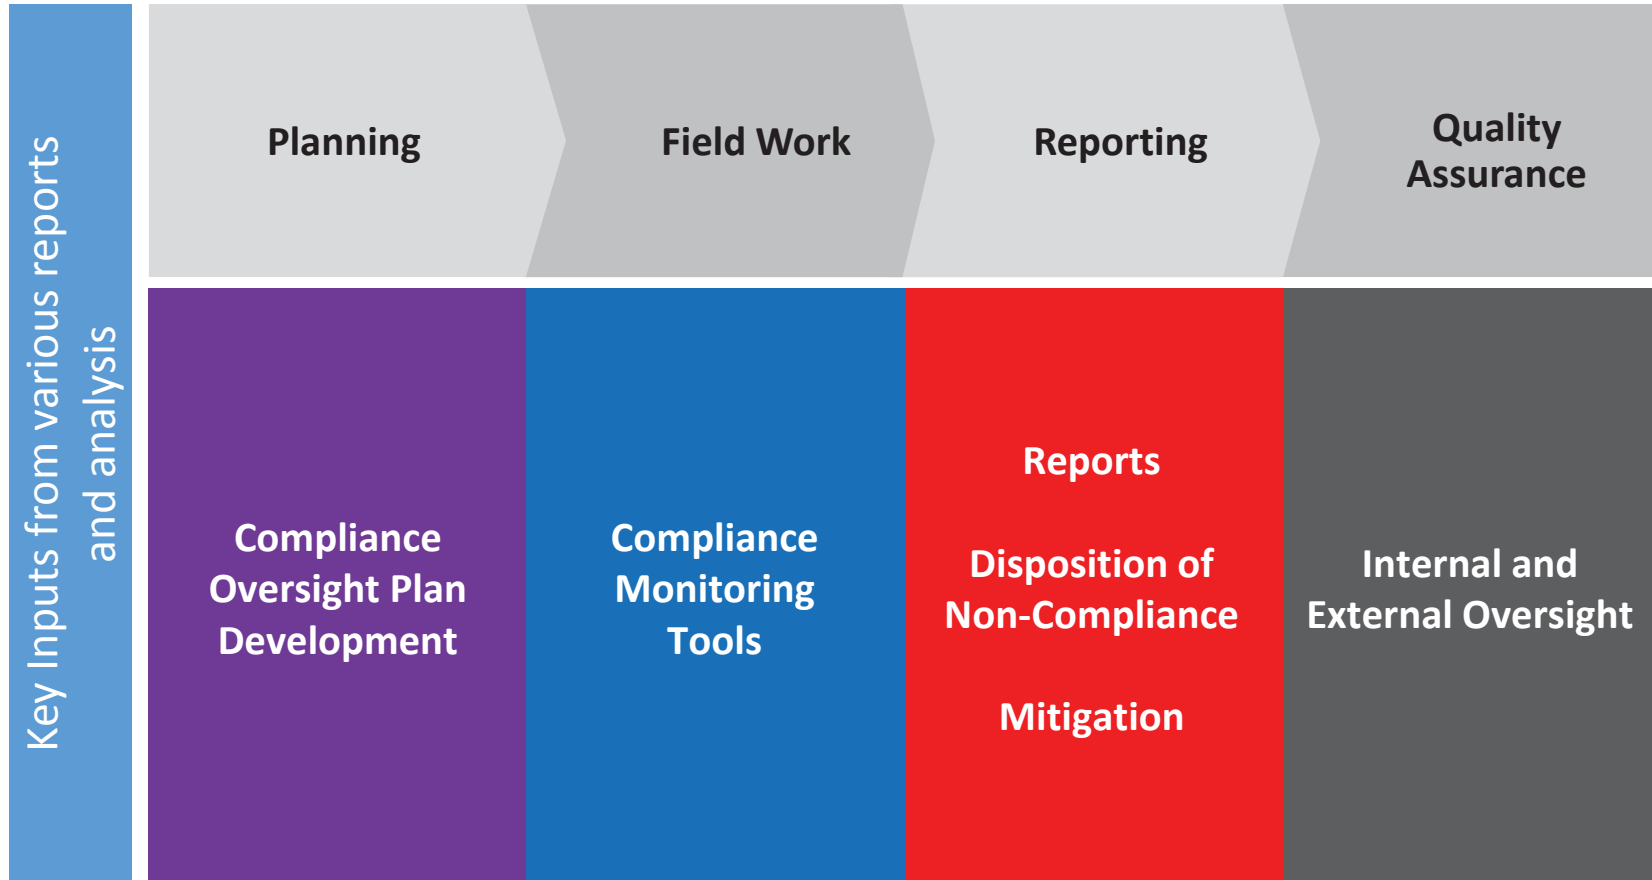 Key Inputs from various reports
and analysis
Planning
Field Work
Reporting
Quality
Assurance
Compliance
Oversight Plan
Development
Compliance
Monitoring
Tools
Reports
Disposition of
Non-Compliance
Mitigation
Internal and
External Oversight